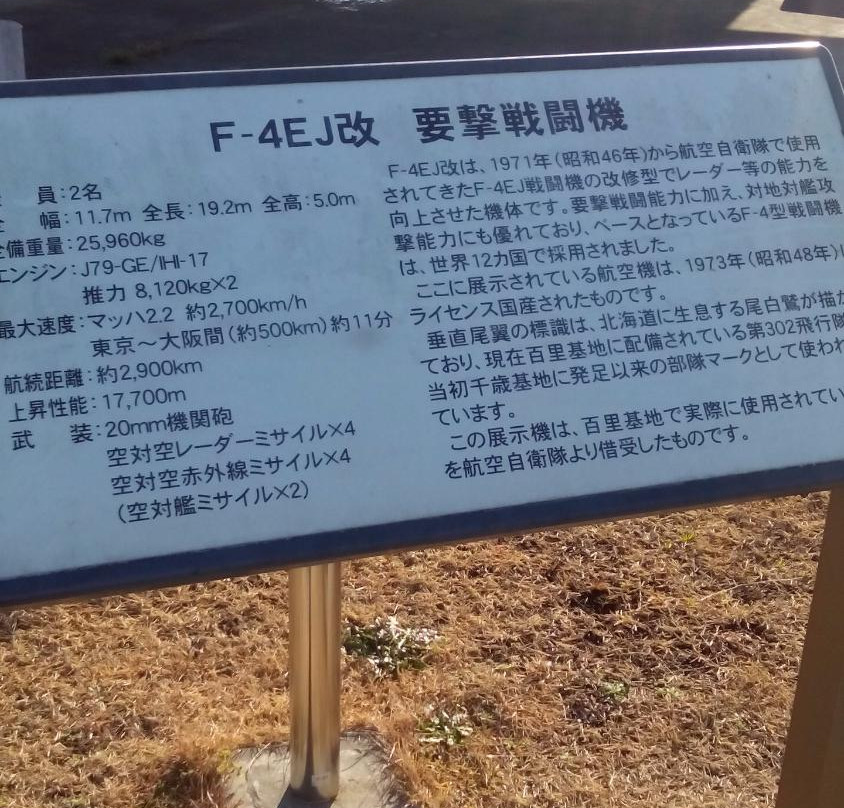 F-4EJ改 要撃戦闘機
員:2名
幅:11.7m 全長:19.2m 全高:5.0m
備重量:25,960kg
エンジン:J79-GE/IHI-17
推力 8,120kg×2
最大速度:マッハ2.2 約2,700km/h
東京〜大阪間(約500km)約11分
航続距離:約2,900km
上昇性能:17,700m
武 装:20mm機関砲
空対空レーダーミサイル×4
空対空赤外線ミサイル×4
(空対艦ミサイル×2)
F-4EJ改は、1971年(昭和46年)から航空自衛隊で使用
されてきたF-4EJ戦闘機の改修型でレーダー等の能力を
向上させた機体です。要撃戦闘能力に加え、対地対艦攻
撃能力にも優れており、ベースとなっているF-4型戦闘機
は、世界12カ国で採用されました。
ここに展示されている航空機は、1973年(昭和48年)に
ライセンス国産されたものです。
垂直尾翼の標識は、北海道に生息する尾白鷲が描か
ており、現在百里基地に配備されている第302飛行隊
当初千歳基地に発足以来の部隊マークとして使われ
ています。
この展示機は、百里基地で実際に使用されてい
を航空自衛隊より借受したものです。